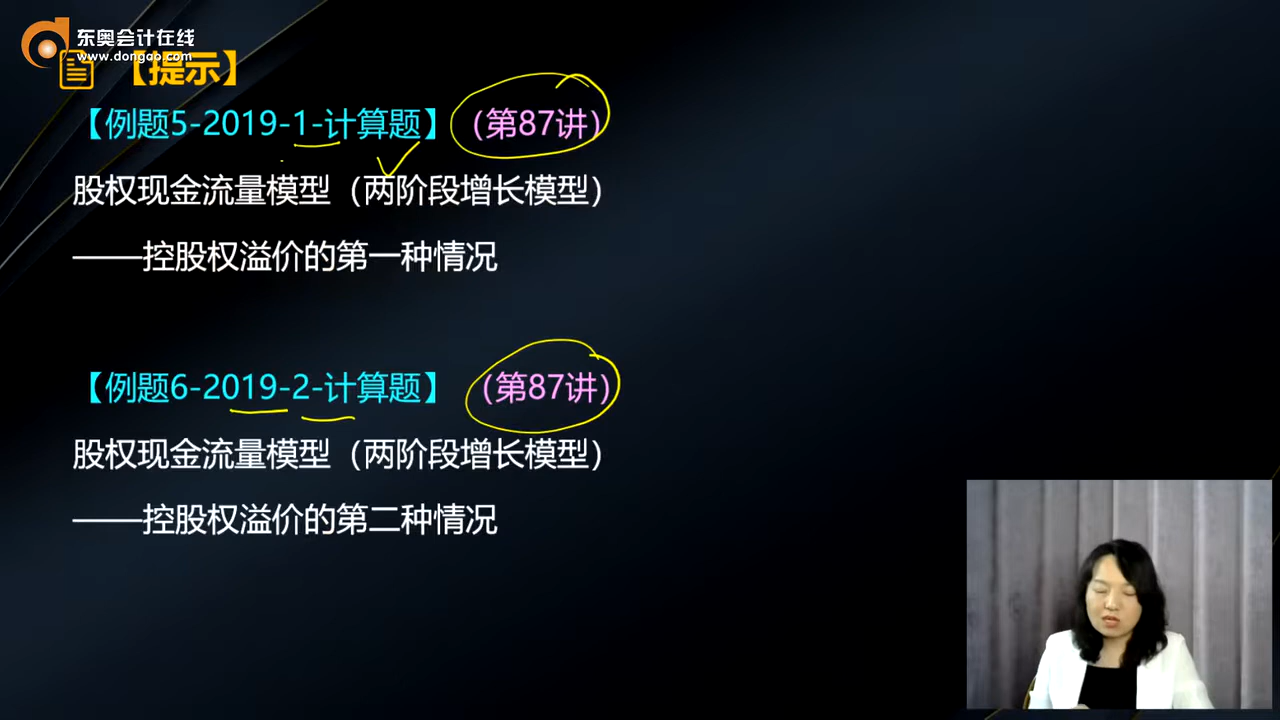 东奥会计在线
www.dongao.com
【提示】
【例题5-2019-1-计算题】（第87讲）
股权现金流量模型（两阶段增长模型）
——控股权溢价的第一种情况
【例题6-2019-2-计算题】（第87讲）
股权现金流量模型（两阶段增长模型）
——控股权溢价的第二种情况